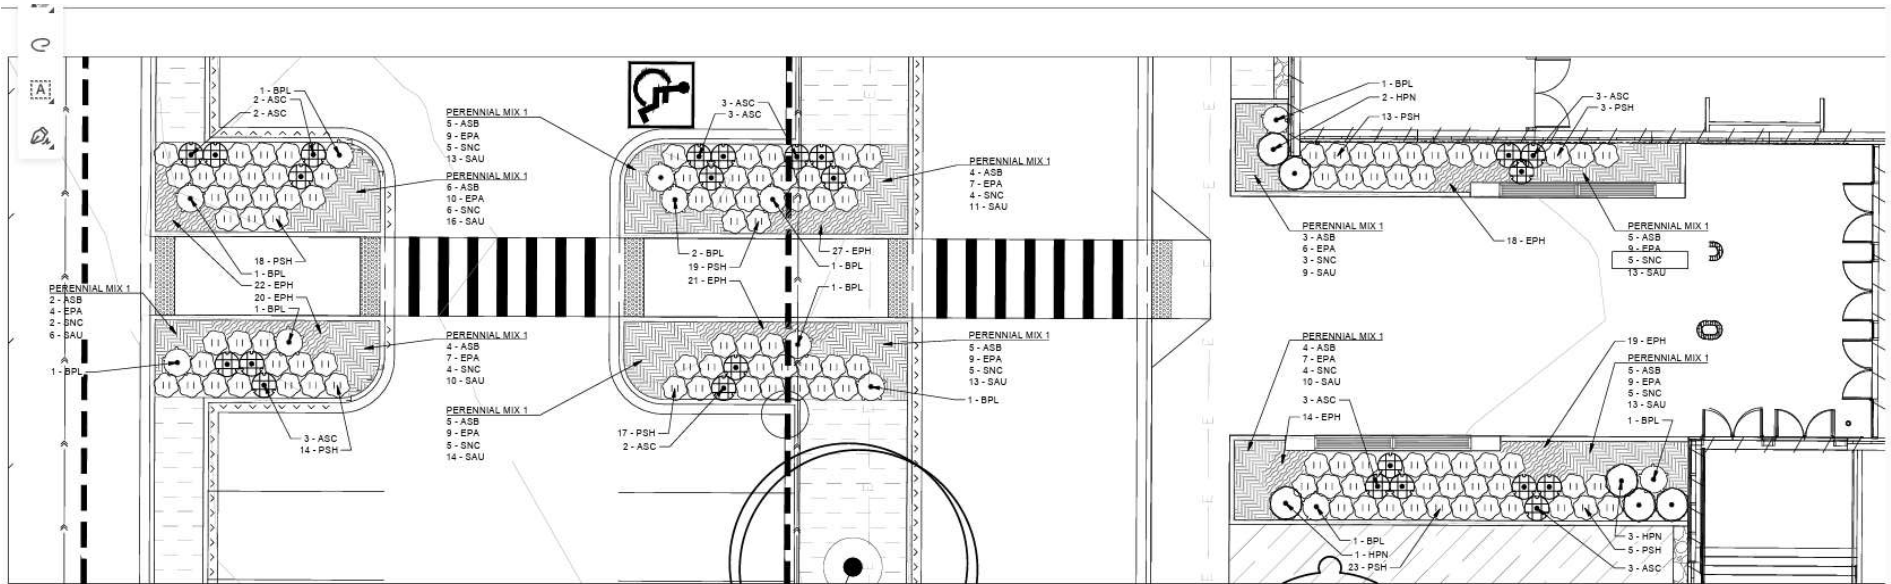 A
1 - BPL
2 - ASC
2 - ASC
PERENNIAL MIX 1
5 - ASB
9 - EPA
5 - SNC
13 - SAU
PERENNIAL MIX 1
6 - ASB
10 - EPA
6 - SNC
16 - SAU
18 - PSH
1 - BPL
22 - EPH
20 - EPH
1 - BPL
PERENNIAL MIX 1
2 - ASB
4 - EPA
2 - SNC
6 - SAU
1 - BPL
3 - ASC
14 - PSH
PERENNIAL MIX 1
4 - ASB
7 - EPA
4 - SNC
10 - SAU
PERENNIAL MIX 1
5 - ASB
9 - EPA
5 - SNC
14 - SAU
3 - ASC
3 - ASC
PERENNIAL MIX 1
4 - ASB
7 - EPA
4 - SNC
11 - SAU
2 - BPL
19 - PSH
21 - EPH
27 - EPH
1 - BPL
1 - BPL
PERENNIAL MIX 1
5 - ASB
9 - EPA
5 - SNC
13 - SAU
1 - BPL
17 - PSH
2 - ASC
1 - BPL
2 - HPN
13 - PSH
3 - ASC
3 - PSH
PERENNIAL MIX 1
3 - ASB
6 - EPA
3 - SNC
9 - SAU
18 - EPH
PERENNIAL MIX 1
5 - ASB
9 - EPA
5 - SNC
13 - SAU
PERENNIAL MIX 1
4 - ASB
7 - EPA
4 - SNC
10 - SAU
3 - ASC
14 - EPH
19 - EPH
PERENNIAL MIX 1
5 - ASB
9 - EPA
5 - SNC
13 - SAU
1 - BPL
1 - BPL
1 - HPN
23 - PSH
3 - HPN
5 - PSH
3 - ASC